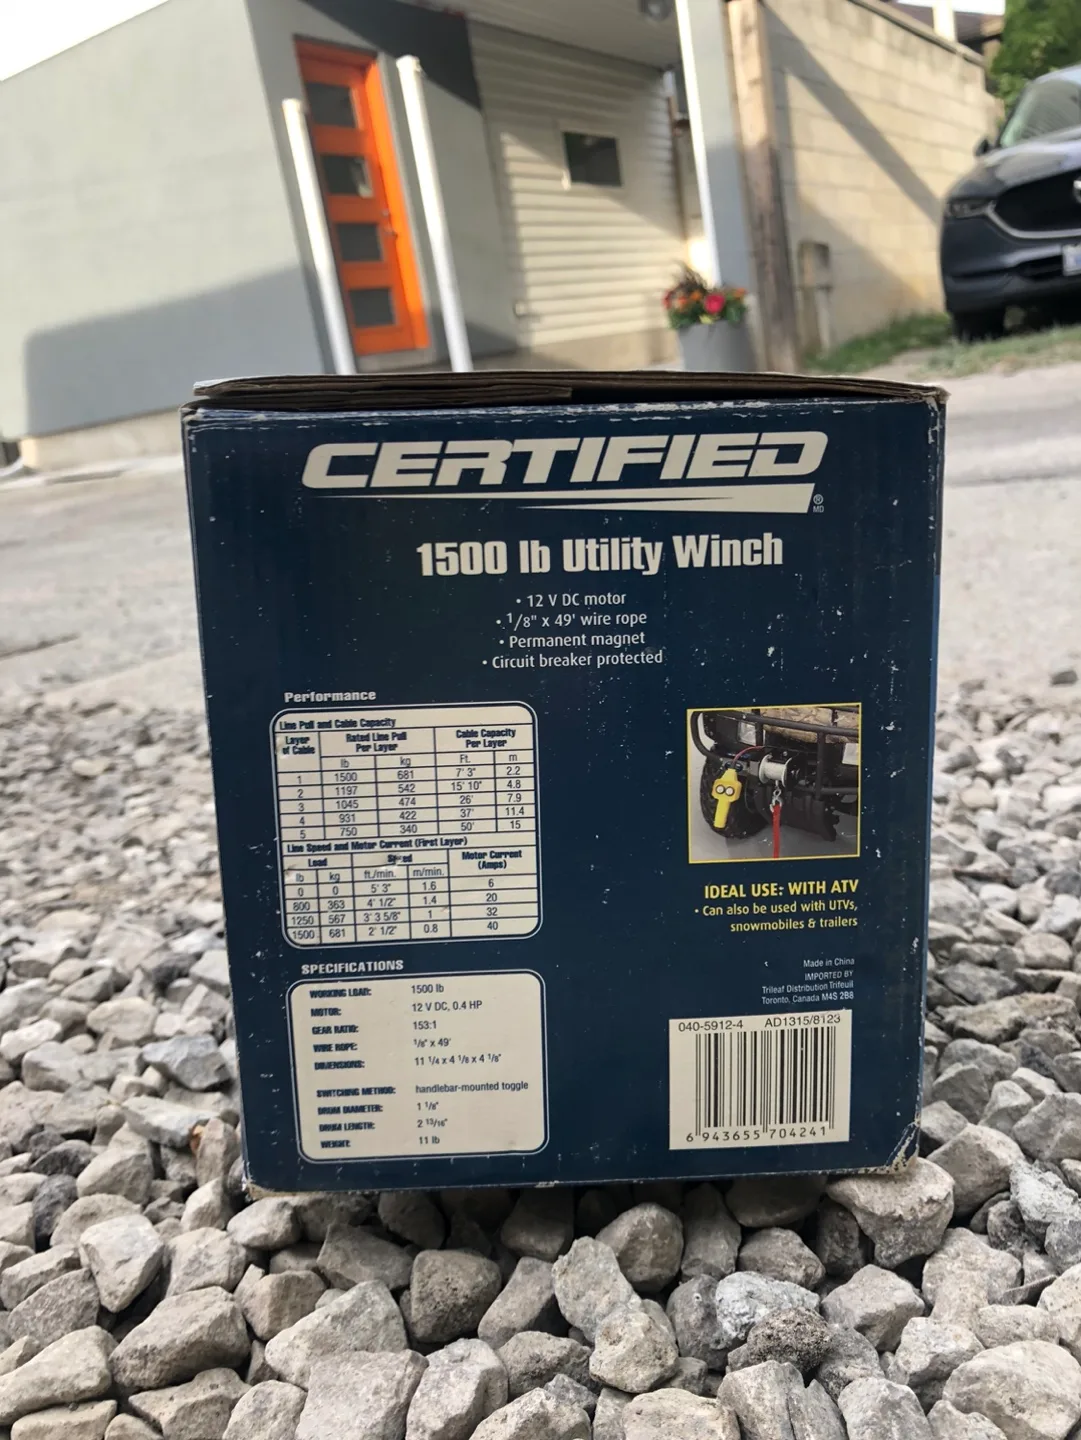 CERTIFIED
® MD
1500 lb Utility Winch
• 12 V DC motor
• 1/8" x 49' wire rope
• Permanent magnet
• Circuit breaker protected
Performance
Line Pull and Cable Capacity
Layer of Cable Rated Line Pull Per Layer Cable Capacity Per Layer
lb kg Ft. m
1 1500 681 7' 3" 2.2
2 1197 542 15' 10" 4.8
3 1045 474 26' 7.9
4 931 422 37' 11.4
5 750 340 50' 15
Line Speed and Motor Current (First Layer)
Load Speed Motor Current (Amps)
lb kg ft./min. m/min.
0 0 5' 3" 1.6 6
800 363 4' 1/2" 1.4 20
1250 567 3' 3 5/8" 1 32
1500 681 2' 1/2" 0.8 40
SPECIFICATIONS
WORKING LOAD: 1500 lb
MOTOR: 12 V DC, 0.4 HP
GEAR RATIO: 153:1
WIRE ROPE: 1/8" x 49'
DIMENSIONS: 11 1/4 x 4 1/8 x 4 1/8"
SWITCHING METHOD: handlebar-mounted toggle
DRUM DIAMETER: 1 1/8"
DRUM LENGTH: 2 13/16"
WEIGHT: 11 lb
IDEAL USE: WITH ATV
• Can also be used with UTVs,
snowmobiles & trailers
Made in China
IMPORTED BY
Trileaf Distribution Trifeuil
Toronto, Canada M4S 2B8
040-5912-4 AD1315/8123
6 943655 704241